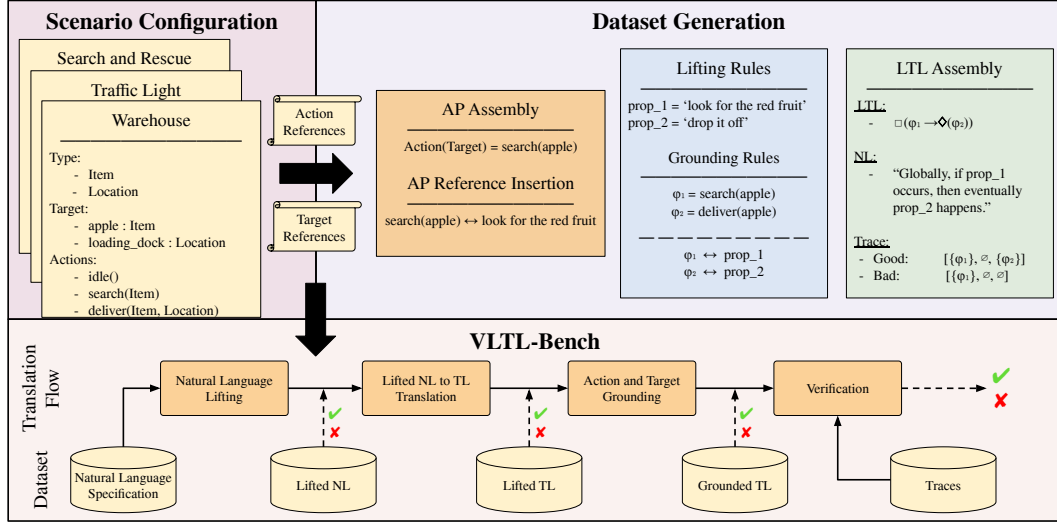 Scenario Configuration
Search and Rescue
Traffic Light
Warehouse
Type:
- Item
- Location
Target:
- apple : Item
- loading_dock : Location
Actions:
- idle()
- search(Item)
- deliver(Item, Location)
Action
References
Target
References
Dataset Generation
AP Assembly
Action(Target) = search(apple)
AP Reference Insertion
search(apple) ↔ look for the red fruit
Lifting Rules
prop_1 = ‘look for the red fruit’
prop_2 = ‘drop it off’
Grounding Rules
φ₁ = search(apple)
φ₂ = deliver(apple)
φ₁ ↔ prop_1
φ₂ ↔ prop_2
LTL Assembly
LTL:
- □ (φ₁ →◊(φ₂))
NL:
- “Globally, if prop_1
occurs, then eventually
prop_2 happens.”
Trace:
- Good: [{φ₁}, ∅, {φ₂}]
- Bad: [{φ₁}, ∅, ∅]
VLTL-Bench
Translation
Flow
Natural Language
Lifting
Lifted NL to TL
Translation
Action and Target
Grounding
Verification
Dataset
Natural Language
Specification
Lifted NL
Lifted TL
Grounded TL
Traces